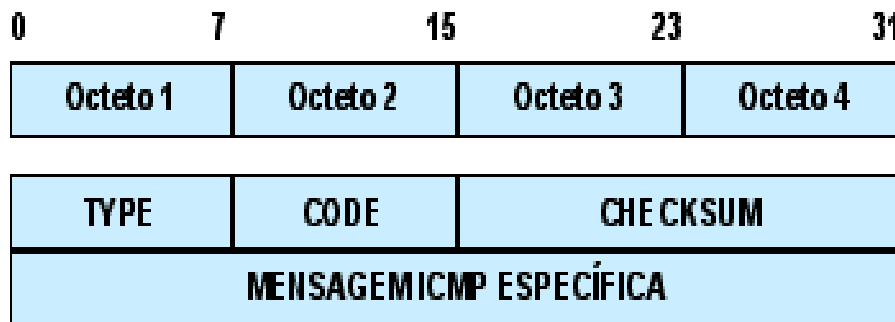 0 7 15 23 31
Octeto 1 Octeto 2 Octeto 3 Octeto 4
TYPE CODE CHECKSUM
MENSAGEM ICMP ESPECÍFICA